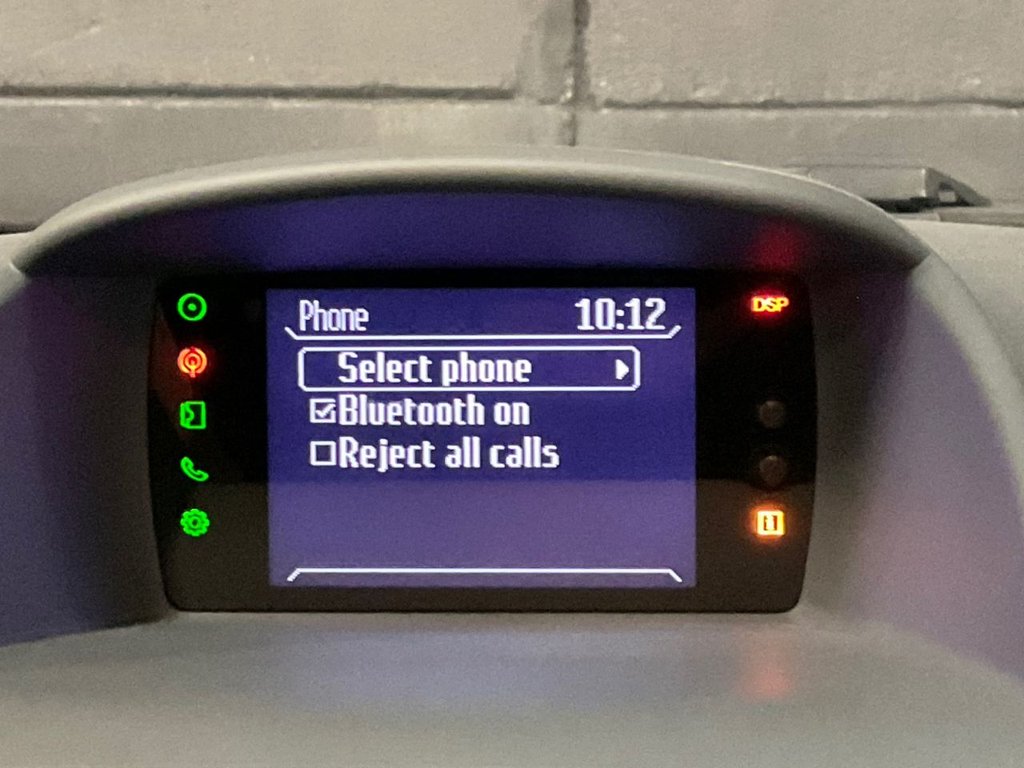 Phone 10:12
DSP
Select phone
Bluetooth on
Reject all calls